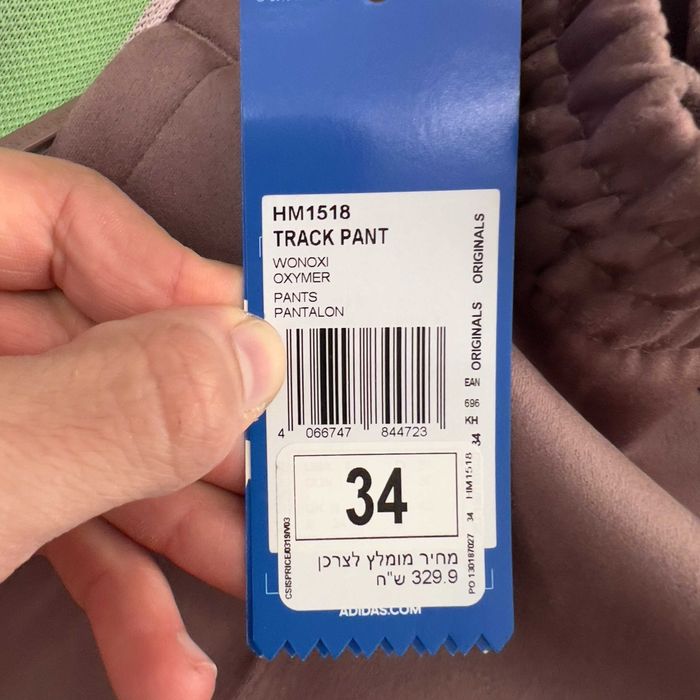 HM1518
TRACK PANT
WONOXI
OXYMER
PANTS
PANTALON
ORIGINALS
ORIGINALS
EAN
696
KH
34
HM1518
4 066747 844723
34
מחיר מומלץ לצרכן
329.9 ש"ח
PO 130187027 34
ADIDAS.COM